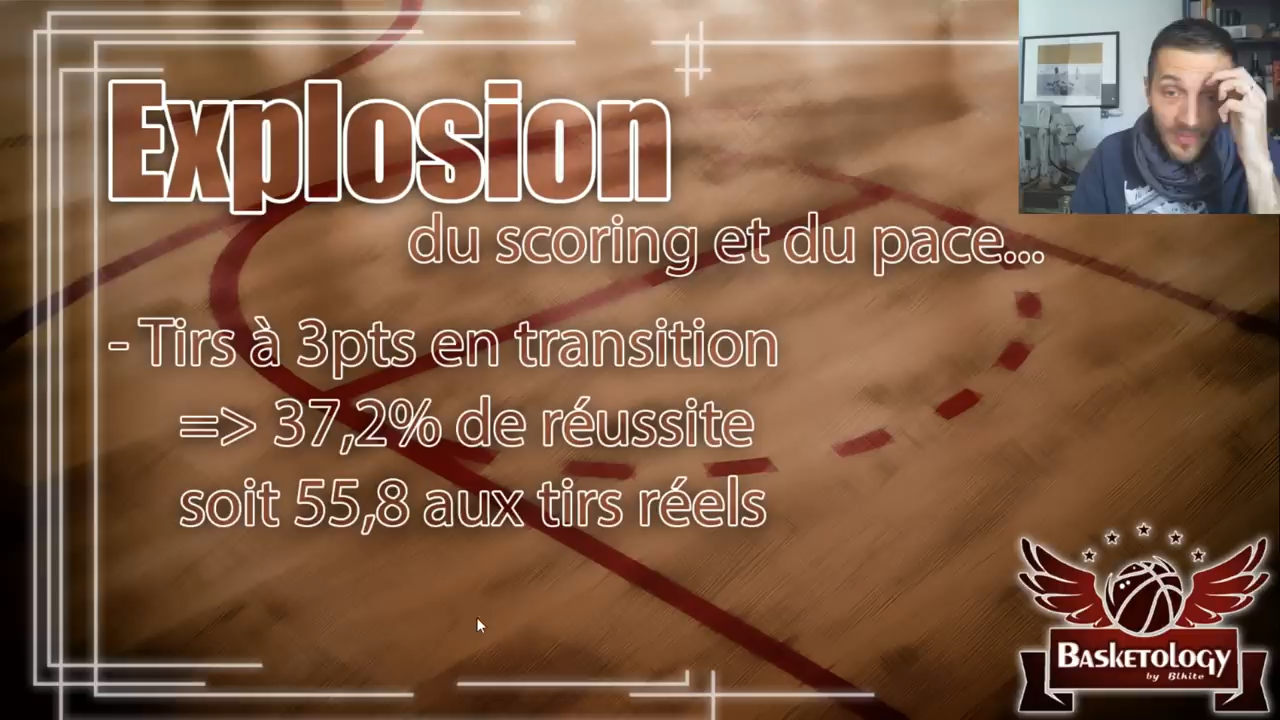 Explosion
du scoring et du pace...
- Tirs à 3pts en transition
=> 37,2% de réussite
soit 55,8 aux tirs réels
BASKETOLOGY
by Blkite